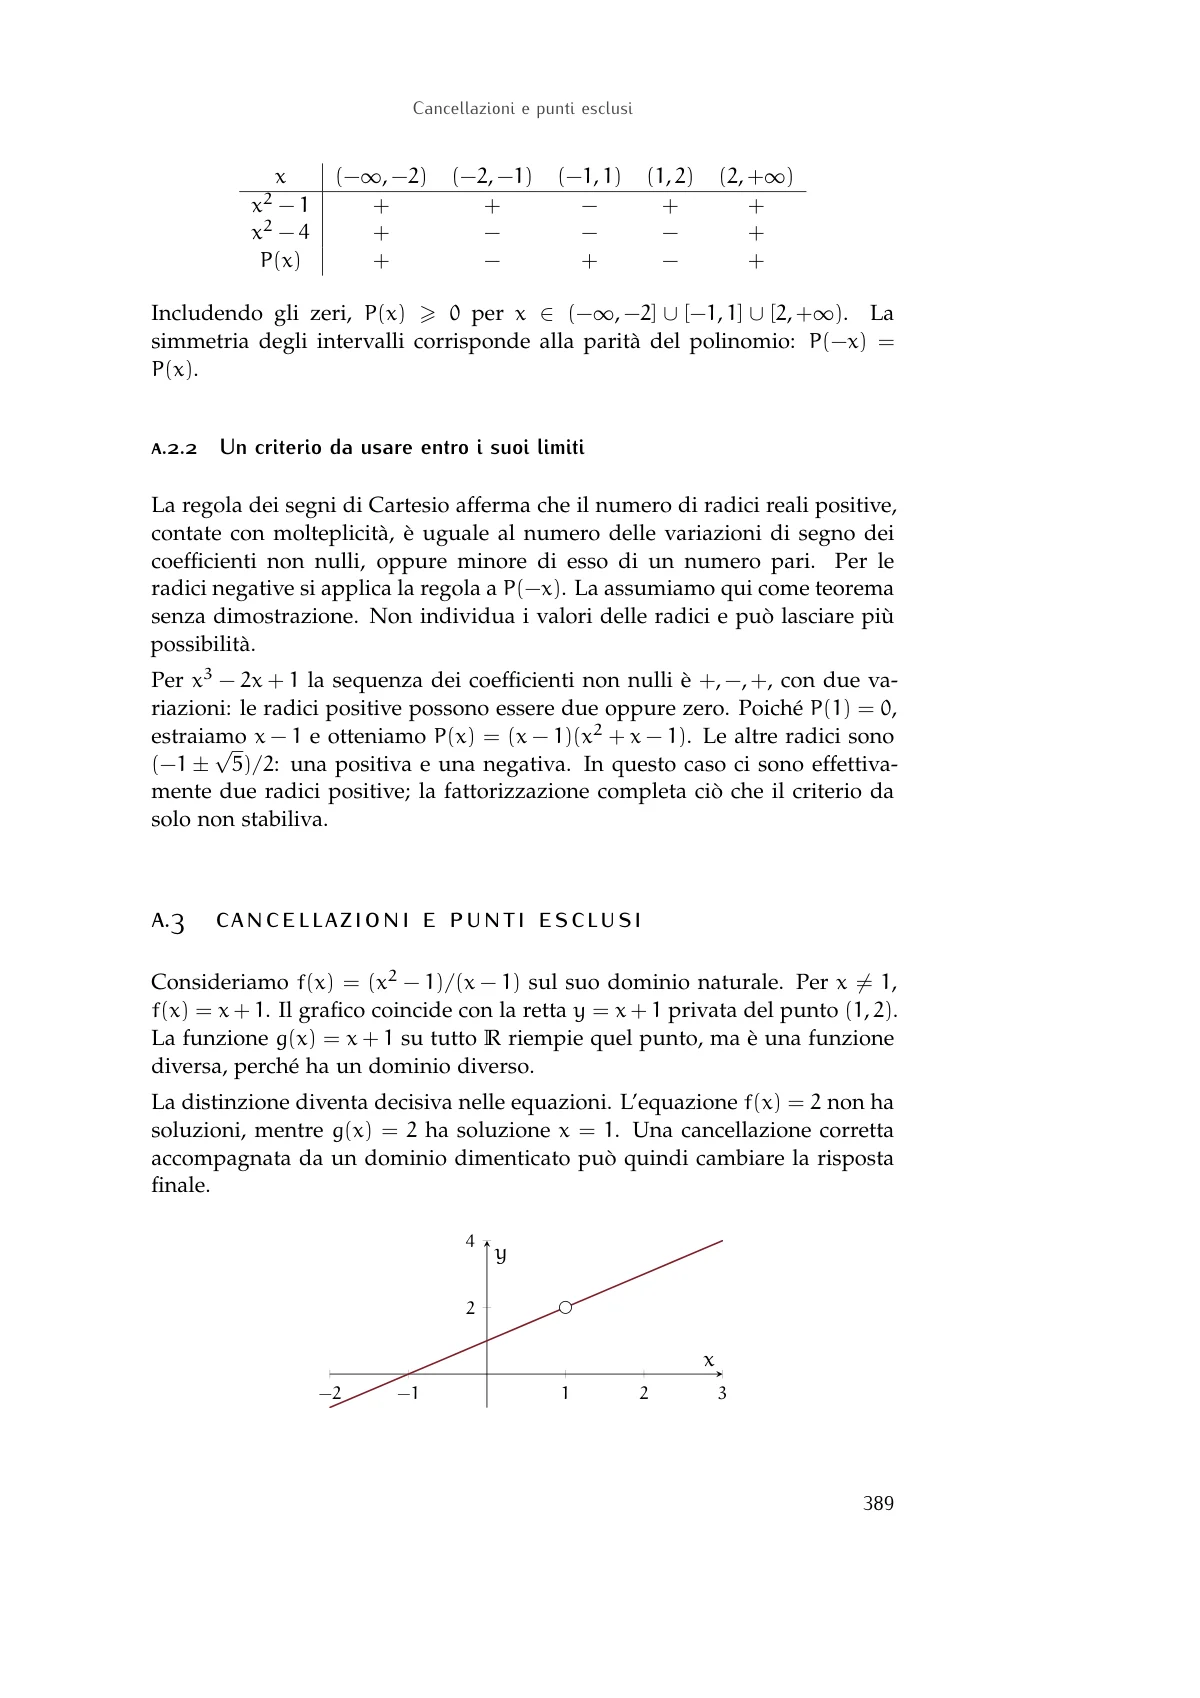 Cancellazioni e punti esclusi
x (−∞, −2) (−2, −1) (−1, 1) (1, 2) (2, +∞)
x² − 1 + + − + +
x² − 4 + − − − +
P(x) + − + − +
Includendo gli zeri, P(x) ⩾ 0 per x ∈ (−∞, −2] ∪ [−1, 1] ∪ [2, +∞). La
simmetria degli intervalli corrisponde alla parità del polinomio: P(−x) =
P(x).
A.2.2 Un criterio da usare entro i suoi limiti
La regola dei segni di Cartesio afferma che il numero di radici reali positive,
contate con molteplicità, è uguale al numero delle variazioni di segno dei
coefficienti non nulli, oppure minore di esso di un numero pari. Per le
radici negative si applica la regola a P(−x). La assumiamo qui come teorema
senza dimostrazione. Non individua i valori delle radici e può lasciare più
possibilità.
Per x³ − 2x + 1 la sequenza dei coefficienti non nulli è +, −, +, con due va-
riazioni: le radici positive possono essere due oppure zero. Poiché P(1) = 0,
estraiamo x − 1 e otteniamo P(x) = (x − 1)(x² + x − 1). Le altre radici sono
(−1 ± √5)/2: una positiva e una negativa. In questo caso ci sono effettiva-
mente due radici positive; la fattorizzazione completa ciò che il criterio da
solo non stabiliva.
A.3 CANCELLAZIONI E PUNTI ESCLUSI
Consideriamo f(x) = (x² − 1)/(x − 1) sul suo dominio naturale. Per x ≠ 1,
f(x) = x + 1. Il grafico coincide con la retta y = x + 1 privata del punto (1, 2).
La funzione g(x) = x + 1 su tutto ℝ riempie quel punto, ma è una funzione
diversa, perché ha un dominio diverso.
La distinzione diventa decisiva nelle equazioni. L'equazione f(x) = 2 non ha
soluzioni, mentre g(x) = 2 ha soluzione x = 1. Una cancellazione corretta
accompagnata da un dominio dimenticato può quindi cambiare la risposta
finale.
4
y
2
x
−2 −1 1 2 3
389